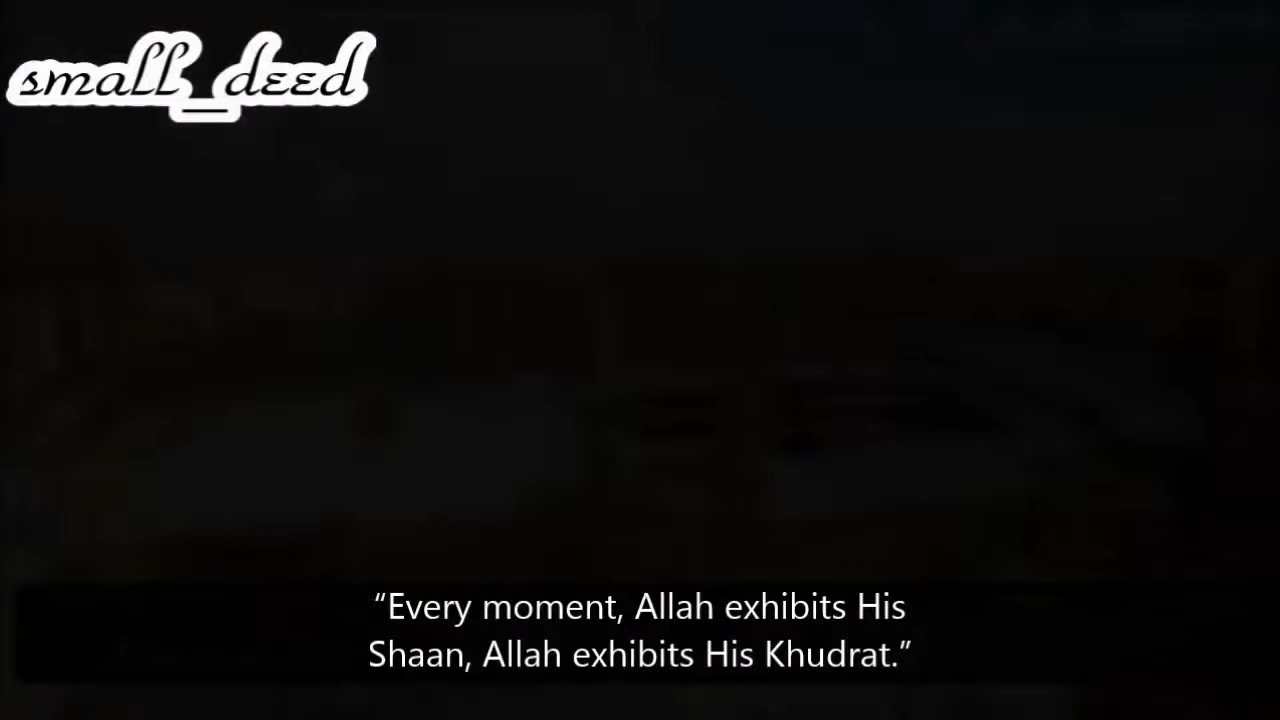 small_deed
“Every moment, Allah exhibits His
Shaan, Allah exhibits His Khudrat.”